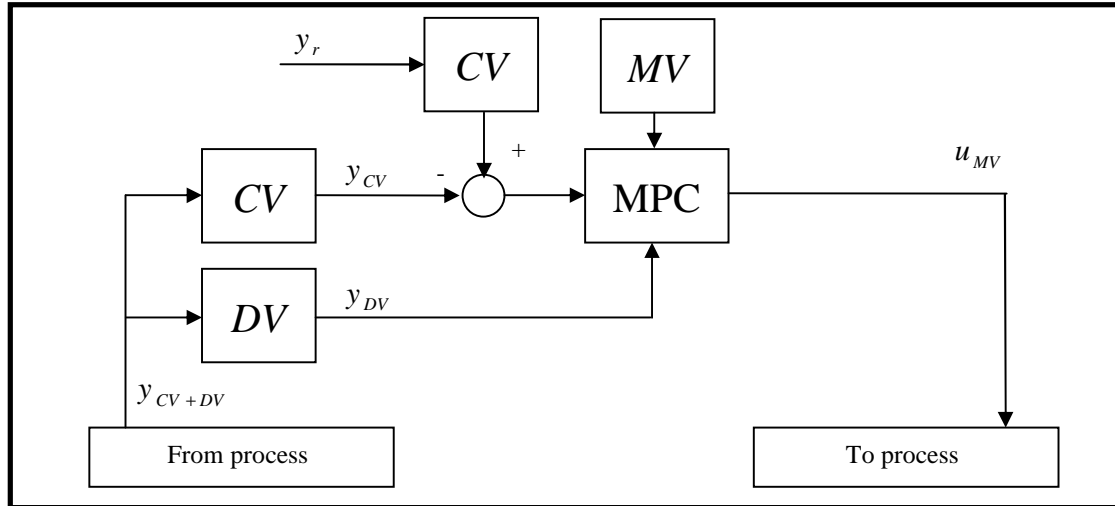 y_r
CV
MV
+
u_MV
-
y_CV
CV
MPC
y_DV
DV
y_CV+DV
From process
To process